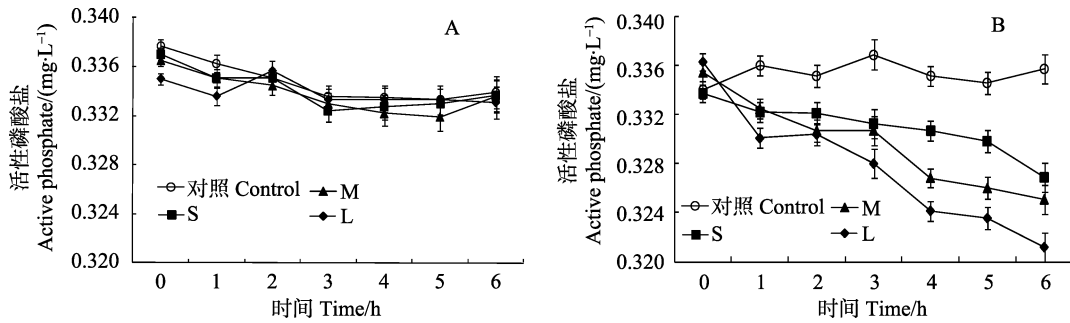 A
0.340
0.336
0.332
0.328
0.324
0.320
活性磷酸盐
Active phosphate/(mg·L⁻¹)
对照 Control
M
S
L
0 1 2 3 4 5 6
时间 Time/h
B
0.340
0.336
0.332
0.328
0.324
0.320
活性磷酸盐
Active phosphate/(mg·L⁻¹)
对照 Control
M
S
L
0 1 2 3 4 5 6
时间 Time/h